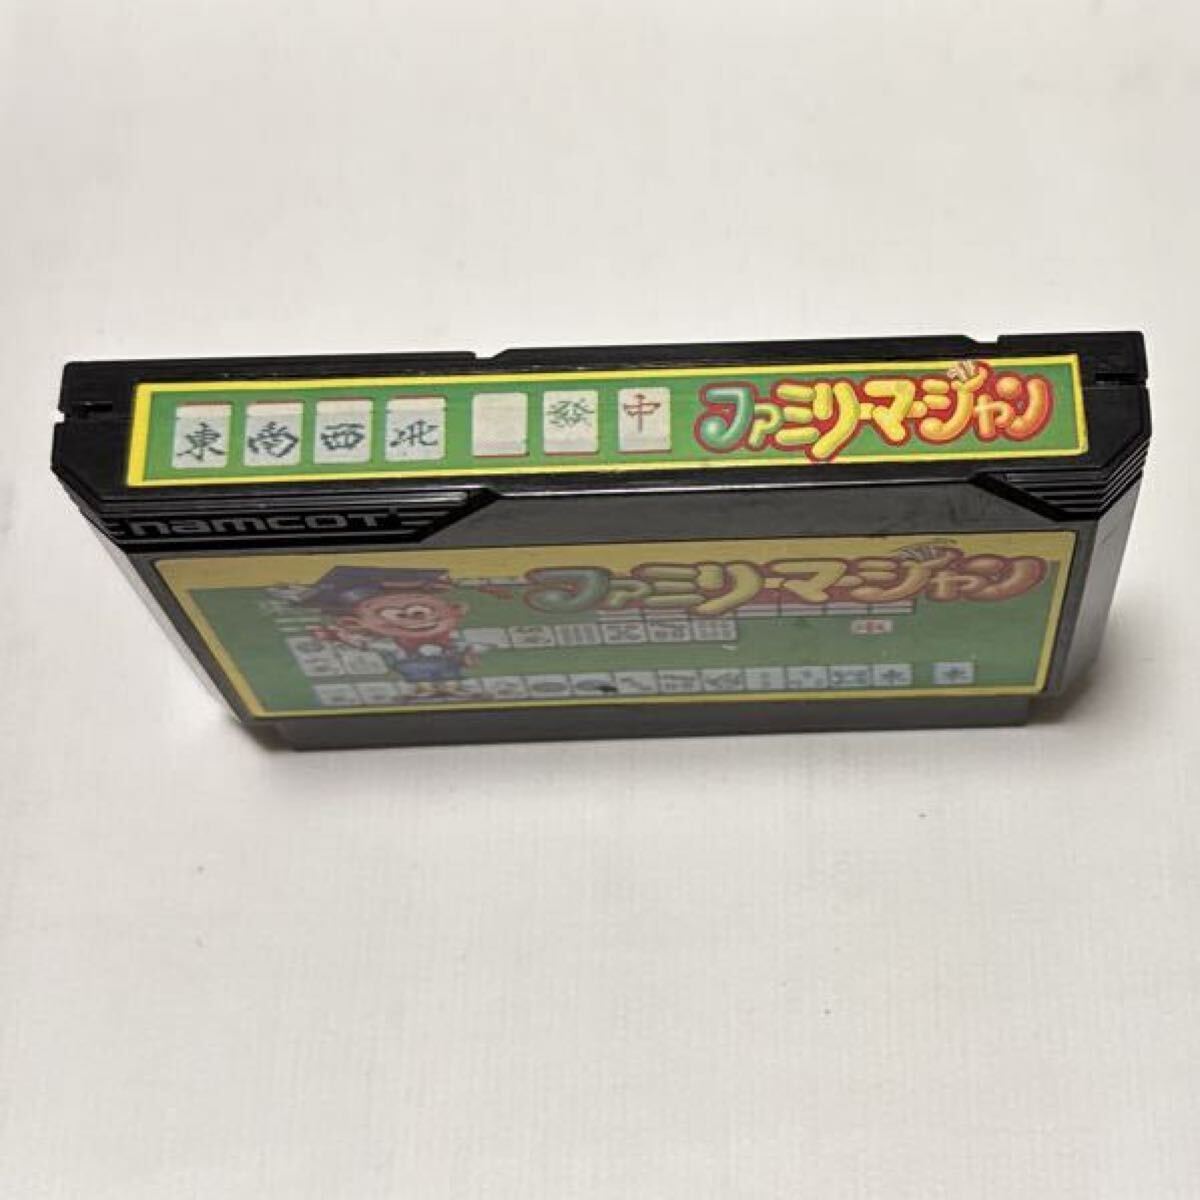 東 南 西 北 發 中 ファミリーマージャン
namcot
ファミリーマージャン